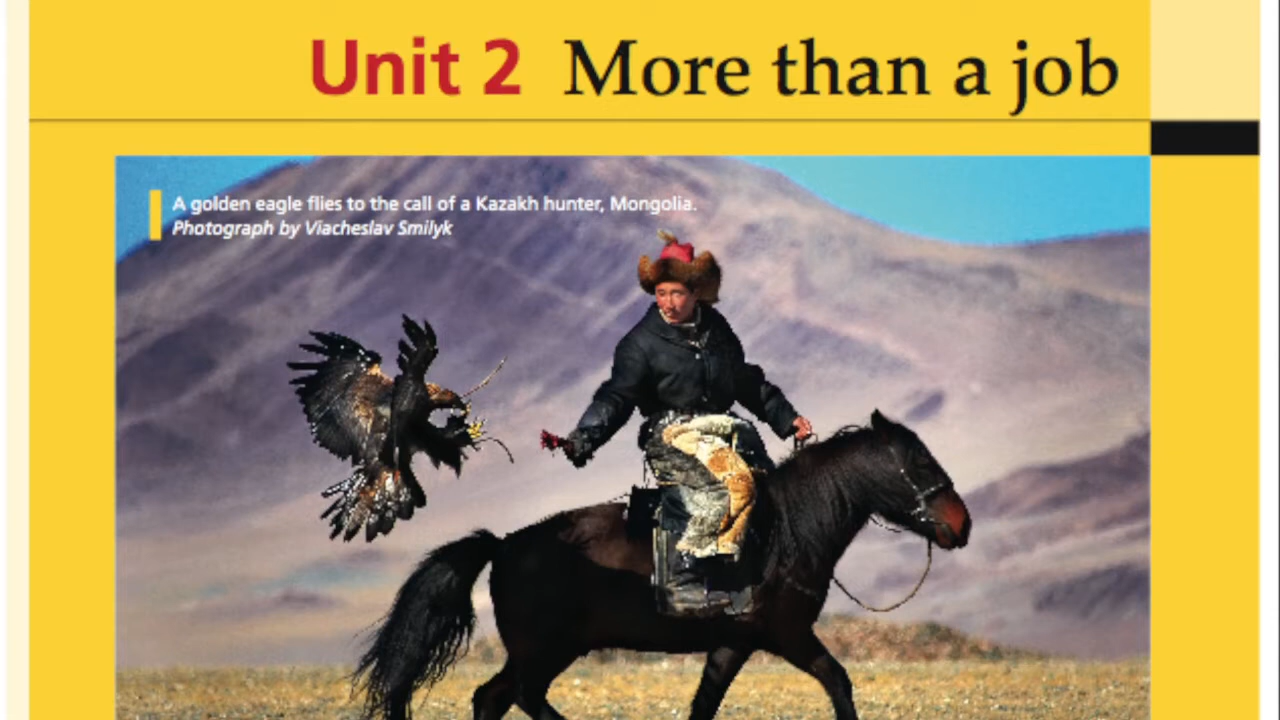 Unit 2 More than a job
A golden eagle flies to the call of a Kazakh hunter, Mongolia.
Photograph by Viacheslav Smilyk